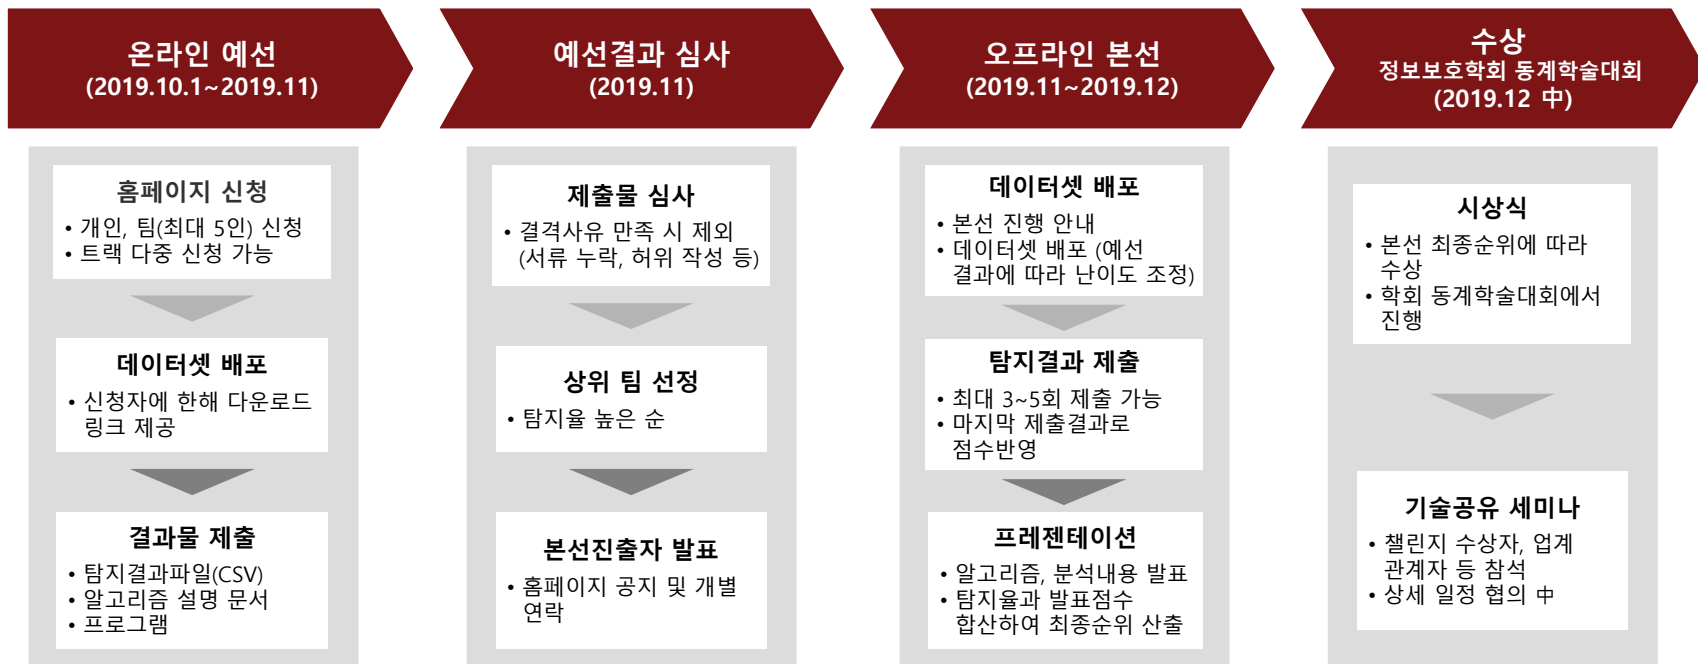 온라인 예선
(2019.10.1~2019.11)
홈페이지 신청
• 개인, 팀(최대 5인) 신청
• 트랙 다중 신청 가능
데이터셋 배포
• 신청자에 한해 다운로드
링크 제공
결과물 제출
• 탐지결과파일(CSV)
• 알고리즘 설명 문서
• 프로그램
예선결과 심사
(2019.11)
제출물 심사
• 결격사유 만족 시 제외
(서류 누락, 허위 작성 등)
상위 팀 선정
• 탐지율 높은 순
본선진출자 발표
• 홈페이지 공지 및 개별
연락
오프라인 본선
(2019.11~2019.12)
데이터셋 배포
• 본선 진행 안내
• 데이터셋 배포 (예선
결과에 따라 난이도 조정)
탐지결과 제출
• 최대 3~5회 제출 가능
• 마지막 제출결과로
점수반영
프레젠테이션
• 알고리즘, 분석내용 발표
• 탐지율과 발표점수
합산하여 최종순위 산출
수상
정보보호학회 동계학술대회
(2019.12 中)
시상식
• 본선 최종순위에 따라
수상
• 학회 동계학술대회에서
진행
기술공유 세미나
• 챌린지 수상자, 업계
관계자 등 참석
• 상세 일정 협의 中